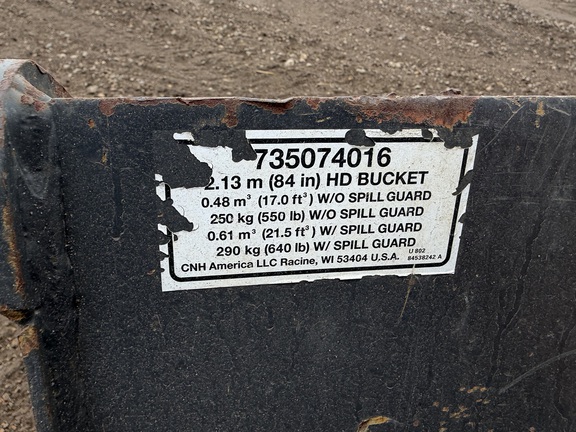 735074016
2.13 m (84 in) HD BUCKET
0.48 m³ (17.0 ft³) W/O SPILL GUARD
250 kg (550 lb) W/O SPILL GUARD
0.61 m³ (21.5 ft³) W/ SPILL GUARD
290 kg (640 lb) W/ SPILL GUARD
U 802
CNH America LLC Racine, WI 53404 U.S.A. 84538242 A